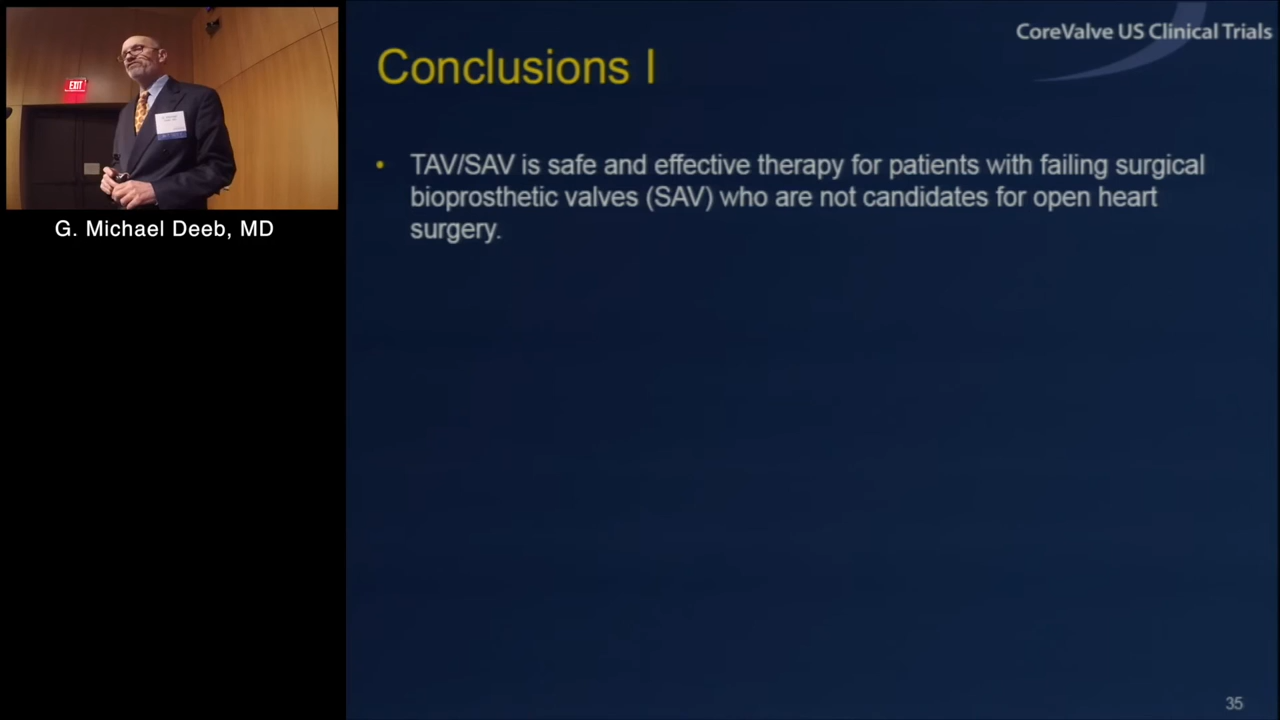 EXIT
G. Michael Deeb, MD
CoreValve US Clinical Trials
Conclusions I
• TAV/SAV is safe and effective therapy for patients with failing surgical
bioprosthetic valves (SAV) who are not candidates for open heart
surgery.
35